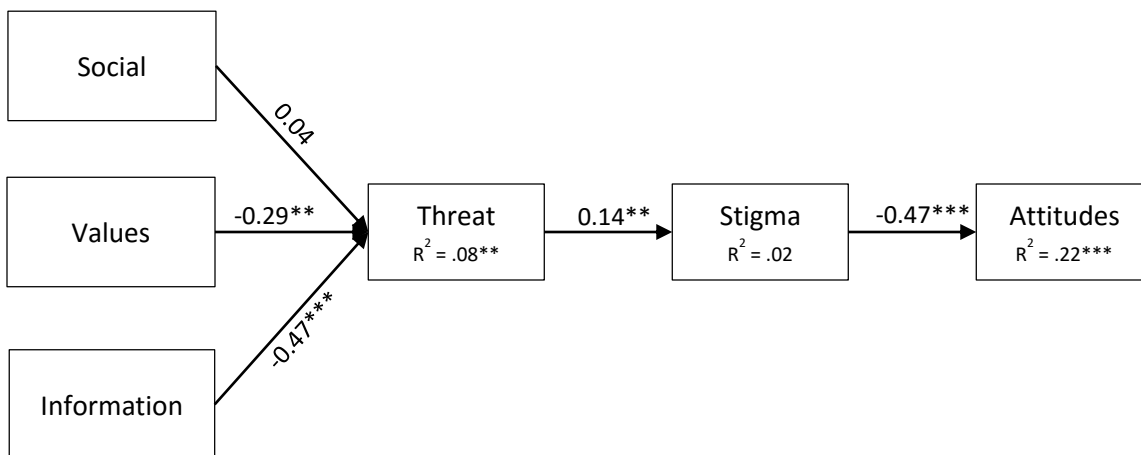 Social
0.04
Values
-0.29**
Threat
R² = .08**
0.14**
Stigma
R² = .02
-0.47***
Attitudes
R² = .22***
-0.47***
Information